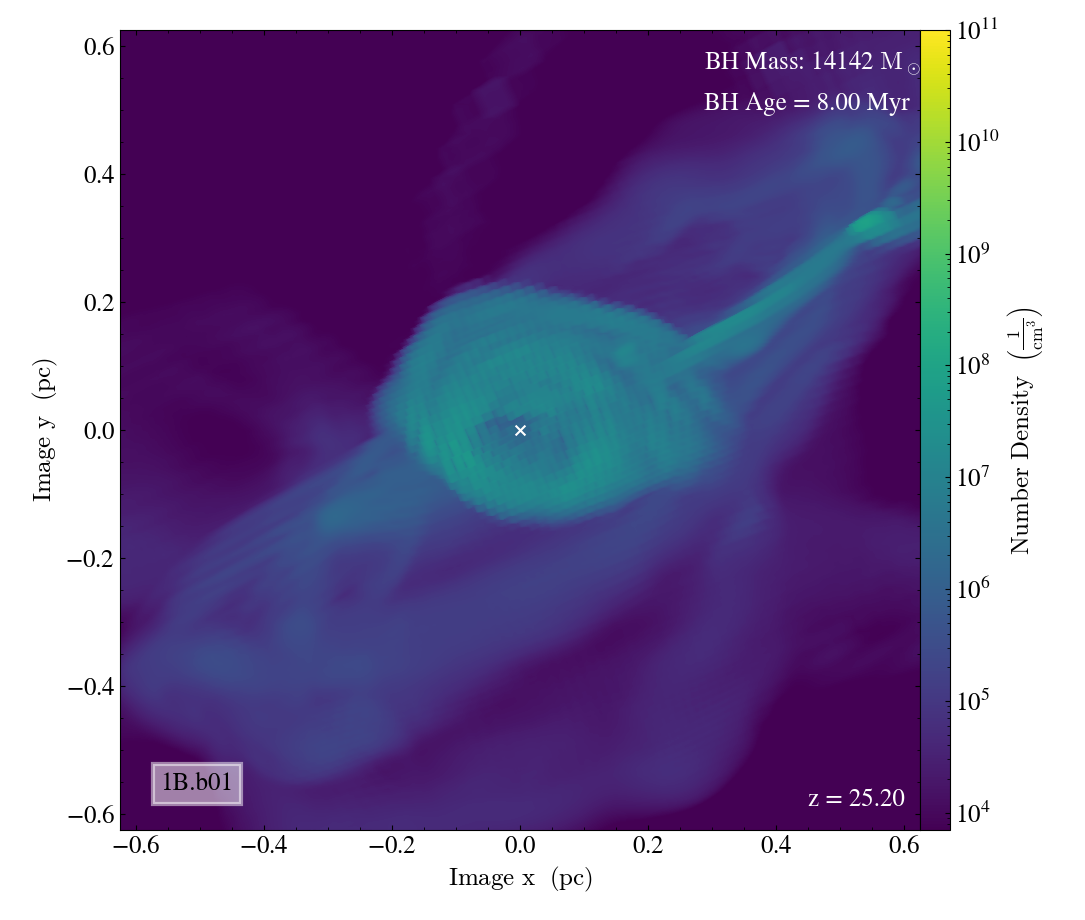 BH Mass: 14142 M☉
BH Age = 8.00 Myr
1B.b01
z = 25.20
0.6
0.4
0.2
0.0
−0.2
−0.4
−0.6
Image y (pc)
−0.6 −0.4 −0.2 0.0 0.2 0.4 0.6
Image x (pc)
10¹¹
10¹⁰
10⁹
10⁸
10⁷
10⁶
10⁵
10⁴
Number Density (1/cm³)